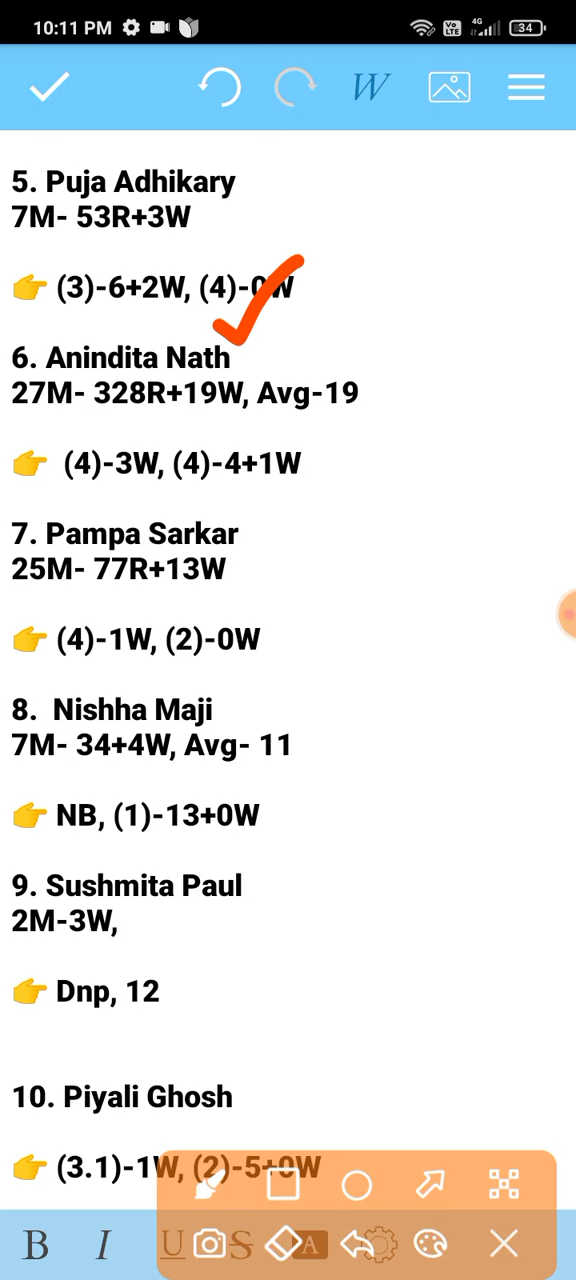 10:11 PM
Vo LTE
4G
34
W
5. Puja Adhikary
7M- 53R+3W
👉 (3)-6+2W, (4)-0W
6. Anindita Nath
27M- 328R+19W, Avg-19
👉 (4)-3W, (4)-4+1W
7. Pampa Sarkar
25M- 77R+13W
👉 (4)-1W, (2)-0W
8. Nishha Maji
7M- 34+4W, Avg- 11
👉 NB, (1)-13+0W
9. Sushmita Paul
2M-3W,
👉 Dnp, 12
10. Piyali Ghosh
👉 (3.1)-1W, (2)-5+0W
B I U S A